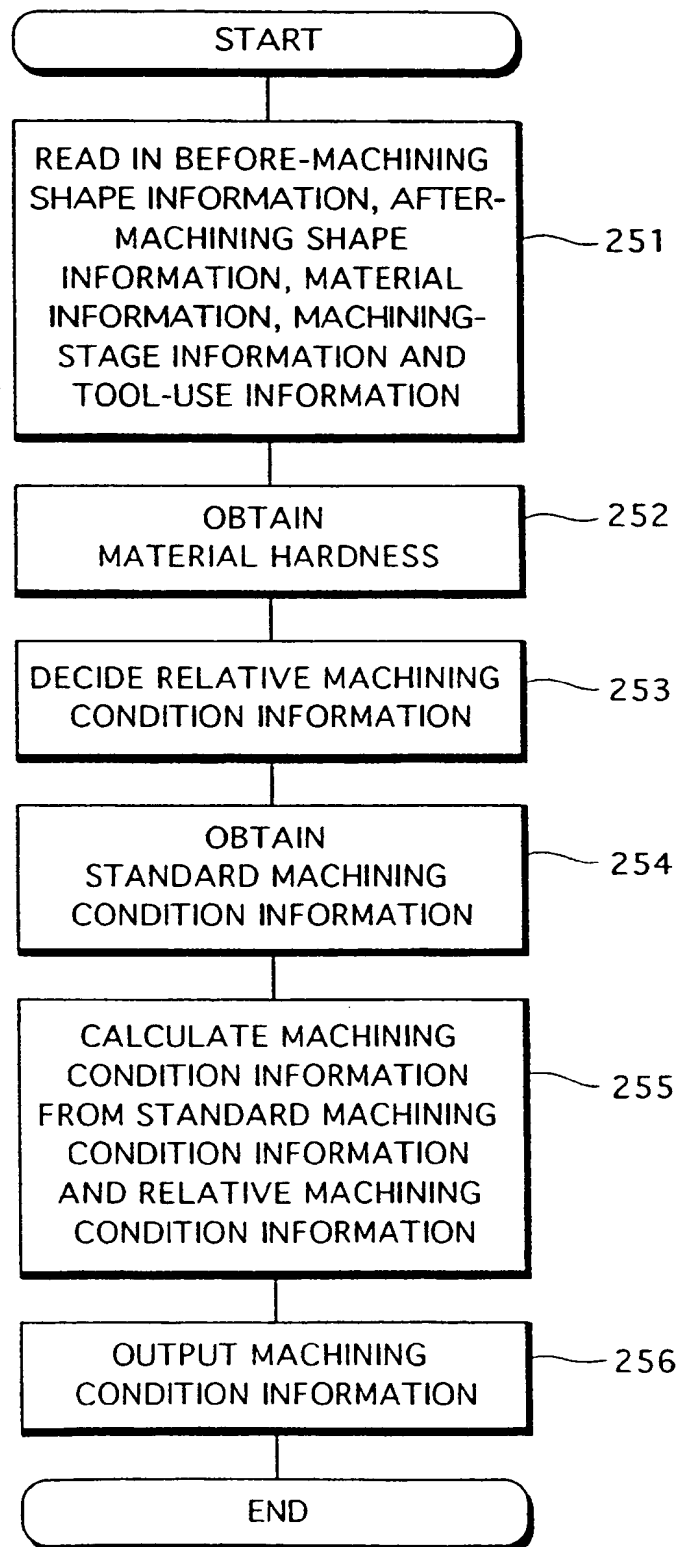 START
READ IN BEFORE-MACHINING
SHAPE INFORMATION, AFTER-
MACHINING SHAPE
INFORMATION, MATERIAL
INFORMATION, MACHINING-
STAGE INFORMATION AND
TOOL-USE INFORMATION
251
OBTAIN
MATERIAL HARDNESS
252
DECIDE RELATIVE MACHINING
CONDITION INFORMATION
253
OBTAIN
STANDARD MACHINING
CONDITION INFORMATION
254
CALCULATE MACHINING
CONDITION INFORMATION
FROM STANDARD MACHINING
CONDITION INFORMATION
AND RELATIVE MACHINING
CONDITION INFORMATION
255
OUTPUT MACHINING
CONDITION INFORMATION
256
END